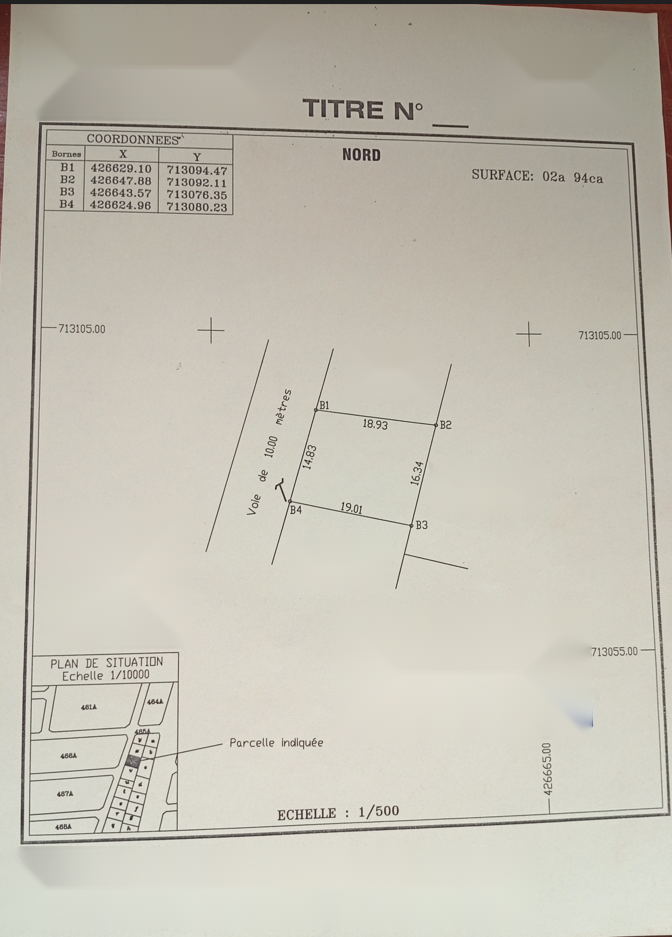 TITRE N° __
COORDONNEES
Bornes X Y
B1 426629.10 713094.47
B2 426647.88 713092.11
B3 426643.57 713076.35
B4 426624.96 713080.23
NORD
SURFACE: 02a 94ca
713105.00
713105.00
B1
18.93
B2
Voie de 10.00 mètres
14.83
16.34
B4
19.01
B3
713055.00
PLAN DE SITUATION
Echelle 1/10000
461A
464A
465A
466A
467A
468A
Parcelle indiquée
426665.00
ECHELLE : 1/500